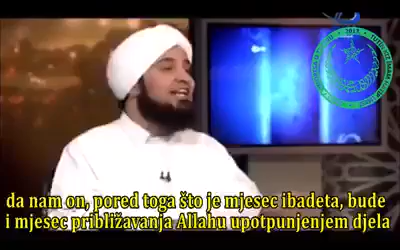 da nam on, pored toga što je mjesec ibadeta, bude
i mjesec približavanja Allahu upotpunjenjem djela